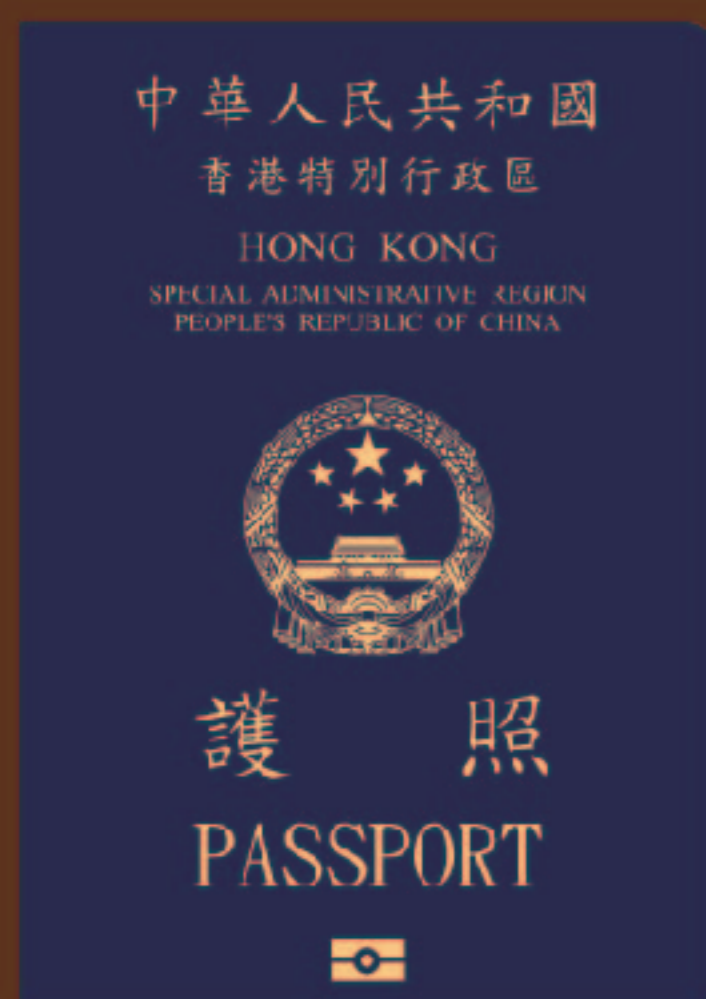 中華人民共和國
香港特別行政區
HONG KONG
SPECIAL ADMINISTRATIVE REGION
PEOPLE'S REPUBLIC OF CHINA
護照
PASSPORT